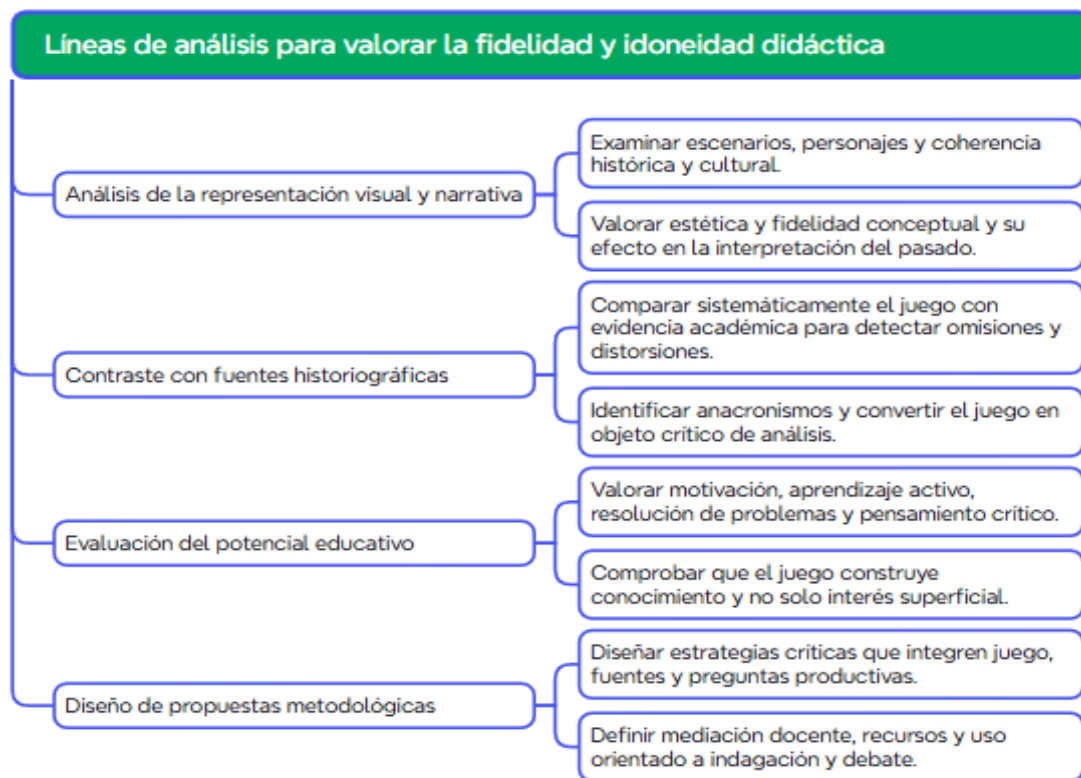 Líneas de análisis para valorar la fidelidad y idoneidad didáctica
Análisis de la representación visual y narrativa
Examinar escenarios, personajes y coherencia
histórica y cultural.
Valorar estética y fidelidad conceptual y su
efecto en la interpretación del pasado.
Contraste con fuentes historiográficas
Comparar sistemáticamente el juego con
evidencia académica para detectar omisiones y
distorsiones.
Identificar anacronismos y convertir el juego en
objeto crítico de análisis.
Evaluación del potencial educativo
Valorar motivación, aprendizaje activo,
resolución de problemas y pensamiento crítico.
Comprobar que el juego construye
conocimiento y no solo interés superficial.
Diseño de propuestas metodológicas
Diseñar estrategias críticas que integren juego,
fuentes y preguntas productivas.
Definir mediación docente, recursos y uso
orientado a indagación y debate.